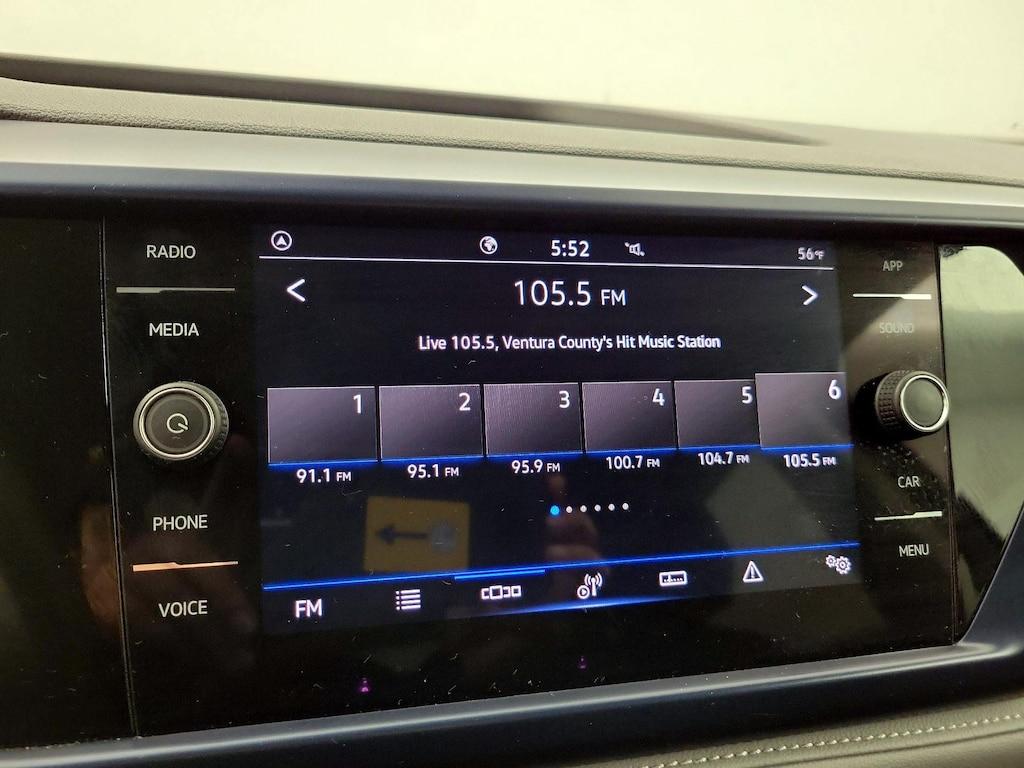 RADIO
MEDIA
PHONE
VOICE
5:52
56°F
105.5 FM
Live 105.5, Ventura County's Hit Music Station
1 2 3 4 5 6
91.1 FM 95.1 FM 95.9 FM 100.7 FM 104.7 FM 105.5 FM
FM
APP
SOUND
CAR
MENU